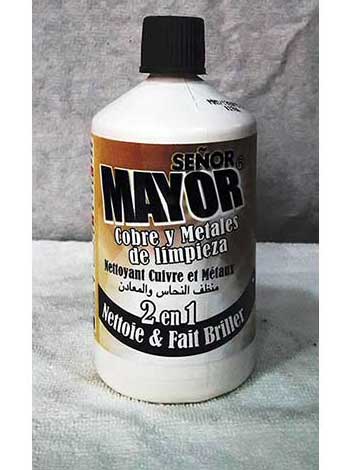 SEÑOR
MAYOR®
Cobre y Metales
de limpieza
Nettoyant Cuivre et Métaux
منظف النحاس والمعادن
2 en 1
Nettoie & Fait Briller